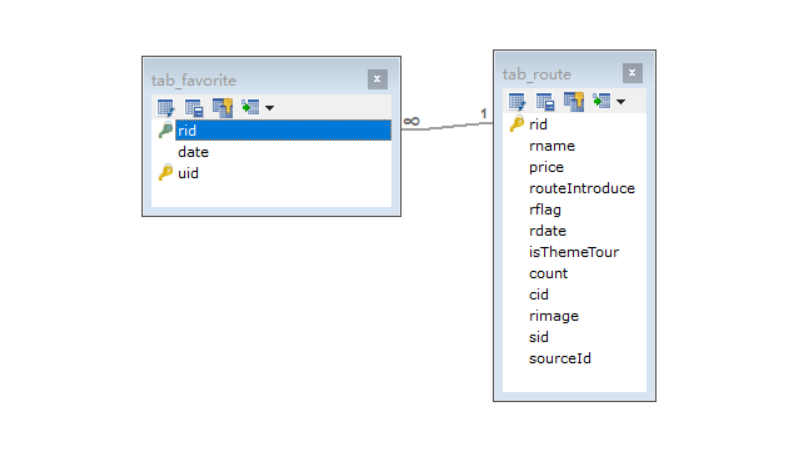 tab_favorite
rid
date
uid
∞
1
tab_route
rid
rname
price
routeIntroduce
rflag
rdate
isThemeTour
count
cid
rimage
sid
sourceId